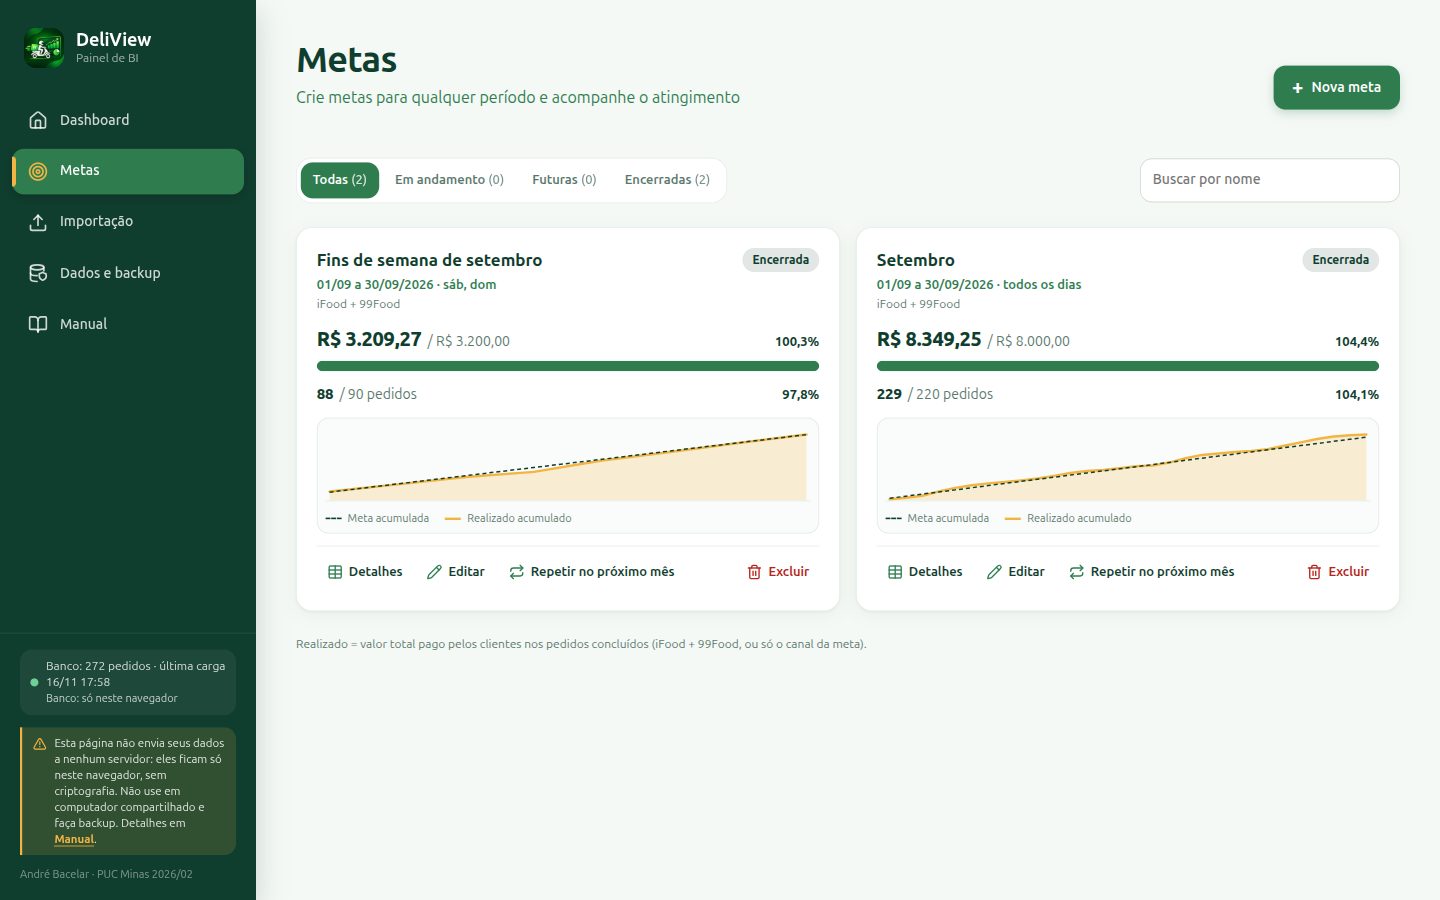 DeliView
Painel de BI
Dashboard
Metas
Importação
Dados e backup
Manual
Banco: 272 pedidos · última carga
16/11 17:58
Banco: só neste navegador
Esta página não envia seus dados
a nenhum servidor: eles ficam só
neste navegador, sem
criptografia. Não use em
computador compartilhado e
faça backup. Detalhes em
Manual.
André Bacelar · PUC Minas 2026/02
Metas
Crie metas para qualquer período e acompanhe o atingimento
+ Nova meta
Todas (2) Em andamento (0) Futuras (0) Encerradas (2)
Buscar por nome
Fins de semana de setembro Encerrada
01/09 a 30/09/2026 · sáb, dom
iFood + 99Food
R$ 3.209,27 / R$ 3.200,00 100,3%
88 / 90 pedidos 97,8%
Meta acumulada Realizado acumulado
Detalhes Editar Repetir no próximo mês Excluir
Setembro Encerrada
01/09 a 30/09/2026 · todos os dias
iFood + 99Food
R$ 8.349,25 / R$ 8.000,00 104,4%
229 / 220 pedidos 104,1%
Meta acumulada Realizado acumulado
Detalhes Editar Repetir no próximo mês Excluir
Realizado = valor total pago pelos clientes nos pedidos concluídos (iFood + 99Food, ou só o canal da meta).